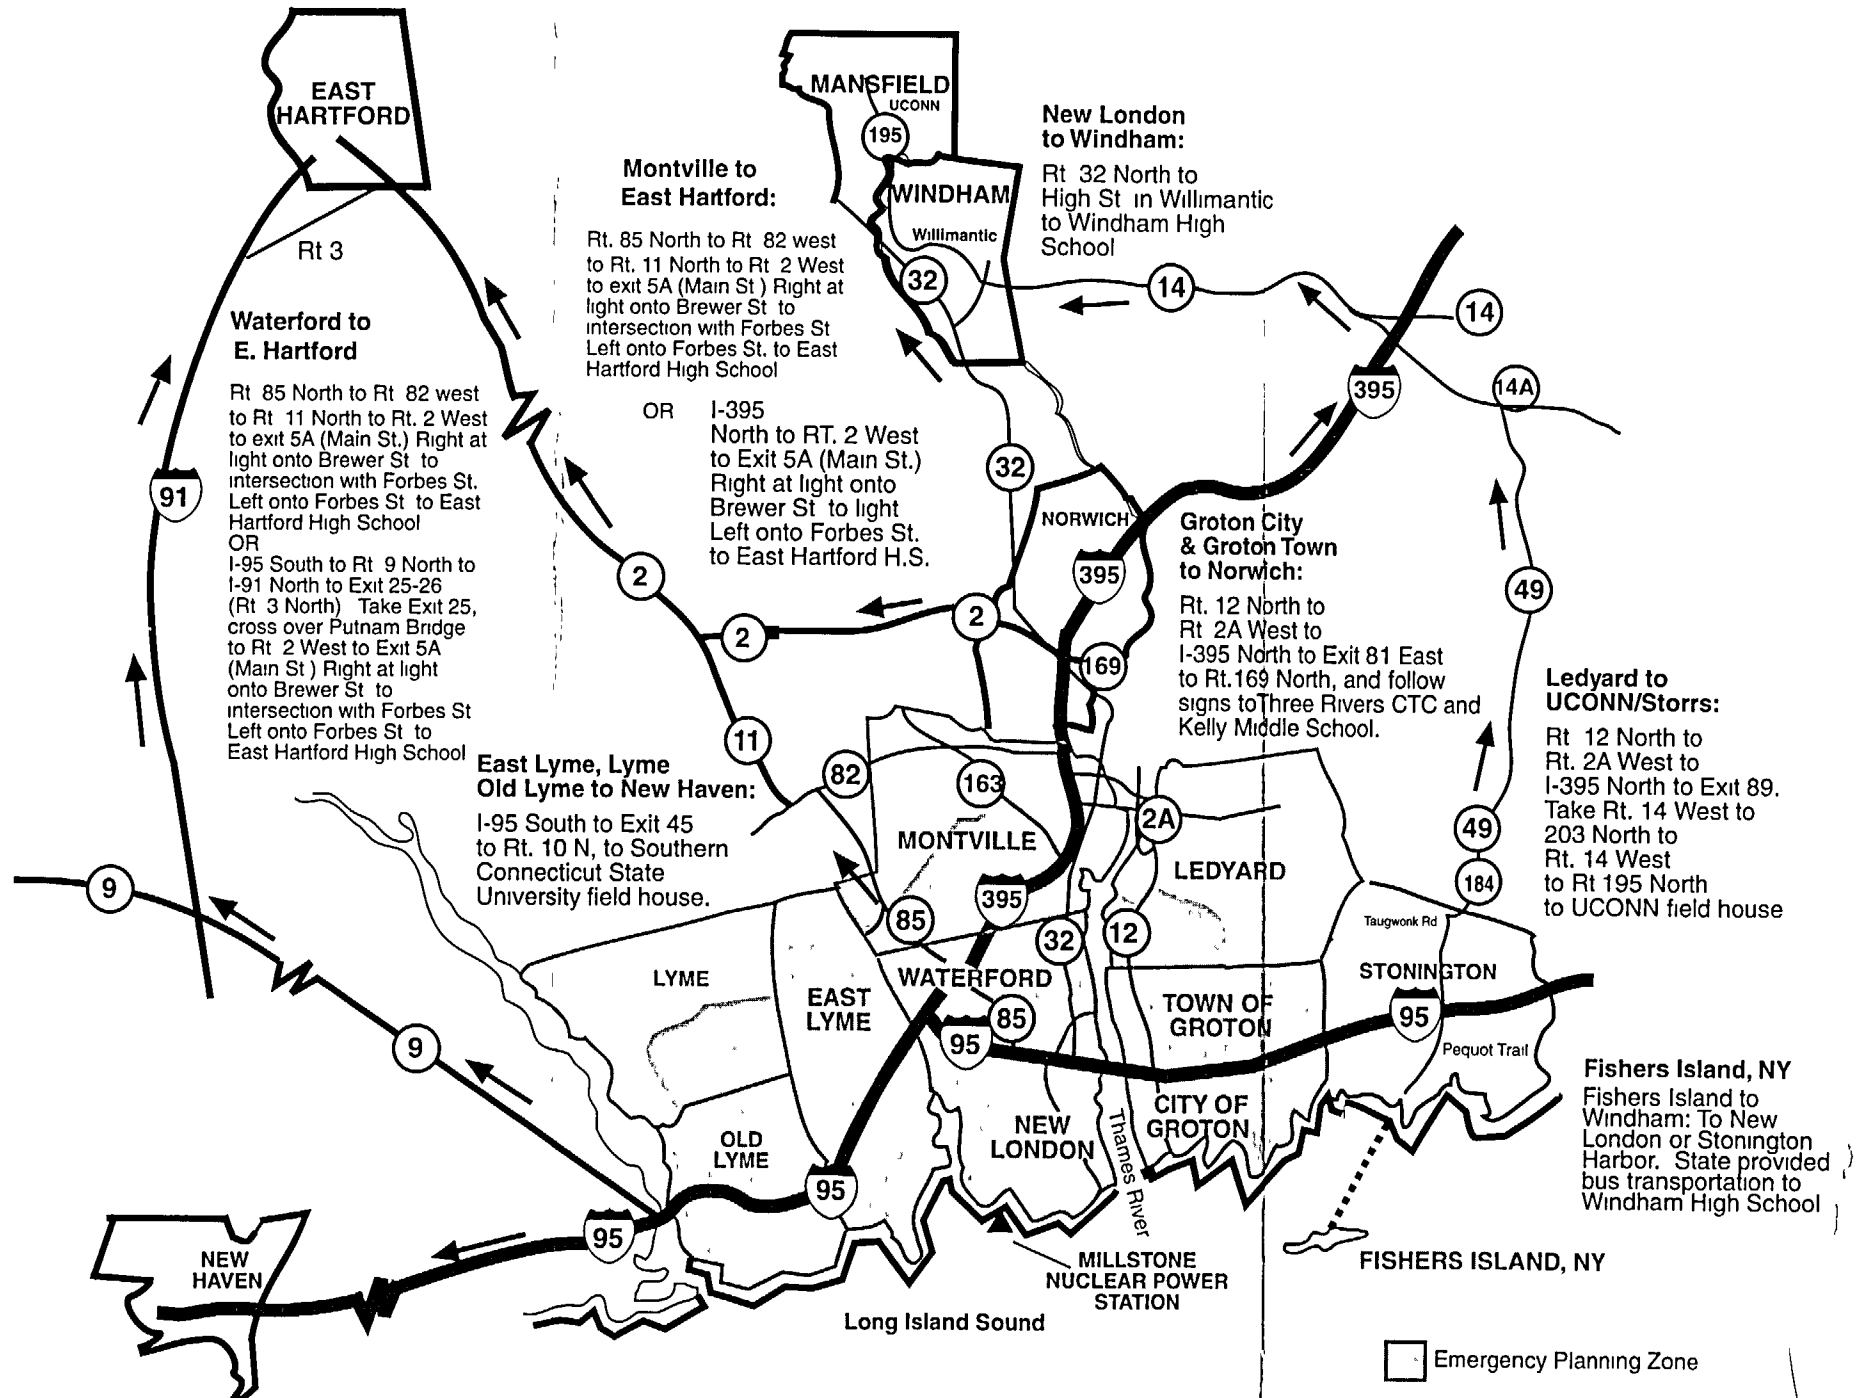 EAST
HARTFORD
MANSFIELD
UCONN
195
WINDHAM
Willimantic
32
New London
to Windham:
Rt 32 North to
High St in Willimantic
to Windham High
School
Montville to
East Hartford:
Rt. 85 North to Rt 82 west
to Rt. 11 North to Rt 2 West
to exit 5A (Main St ) Right at
light onto Brewer St to
intersection with Forbes St
Left onto Forbes St. to East
Hartford High School
OR
I-395
North to RT. 2 West
to Exit 5A (Main St.)
Right at light onto
Brewer St to light
Left onto Forbes St.
to East Hartford H.S.
Rt 3
14
14
14A
395
Waterford to
E. Hartford
Rt 85 North to Rt 82 west
to Rt 11 North to Rt. 2 West
to exit 5A (Main St.) Right at
light onto Brewer St to
intersection with Forbes St.
Left onto Forbes St to East
Hartford High School
OR
I-95 South to Rt 9 North to
I-91 North to Exit 25-26
(Rt 3 North) Take Exit 25,
cross over Putnam Bridge
to Rt 2 West to Exit 5A
(Main St ) Right at light
onto Brewer St to
intersection with Forbes St
Left onto Forbes St to
East Hartford High School
91
32
NORWICH
395
2
2
2
169
49
Groton City
& Groton Town
to Norwich:
Rt. 12 North to
Rt 2A West to
I-395 North to Exit 81 East
to Rt.169 North, and follow
signs toThree Rivers CTC and
Kelly Middle School.
Ledyard to
UCONN/Storrs:
Rt 12 North to
Rt. 2A West to
I-395 North to Exit 89.
Take Rt. 14 West to
203 North to
Rt. 14 West
to Rt 195 North
to UCONN field house
East Lyme, Lyme
Old Lyme to New Haven:
I-95 South to Exit 45
to Rt. 10 N, to Southern
Connecticut State
University field house.
11
82
163
2A
49
184
MONTVILLE
LEDYARD
395
85
32
12
Taugwonk Rd
9
LYME
EAST
LYME
WATERFORD
85
95
TOWN OF
GROTON
STONINGTON
95
Pequot Trail
9
OLD
LYME
NEW
LONDON
CITY OF
GROTON
Thames River
95
95
NEW
HAVEN
Fishers Island, NY
Fishers Island to
Windham: To New
London or Stonington
Harbor. State provided
bus transportation to
Windham High School
FISHERS ISLAND, NY
MILLSTONE
NUCLEAR POWER
STATION
Long Island Sound
Emergency Planning Zone